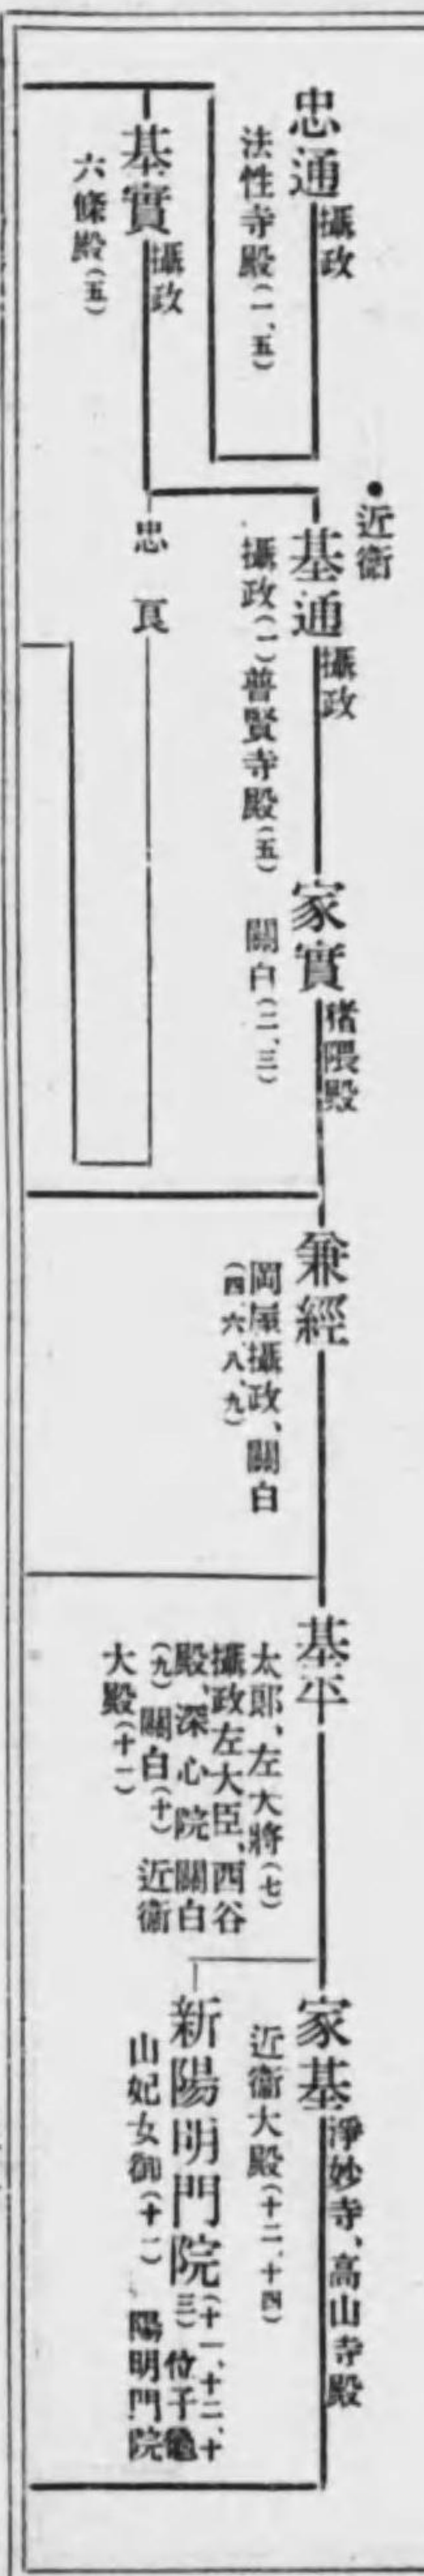 忠通
攝政
法性寺殿(一、五)
基實
攝政
六條殿(五)
●近衞
基通
攝政
攝政(一)普賢寺殿(五)
忠良
家實
猪隈殿
關白(二、三)
兼經
岡屋攝政、關白
(四、六、八、九)
基平
太郎、左大將(七)
攝政左大臣、西谷
殿、深心院關白
(九)關白(十)近衞
大殿(十一)
家基
淨妙寺、高山寺殿
近衞大殿(十二、十四)
新陽明門院
(十一、十二、十
三)位子龜
山妃女御(十一) 陽明門院